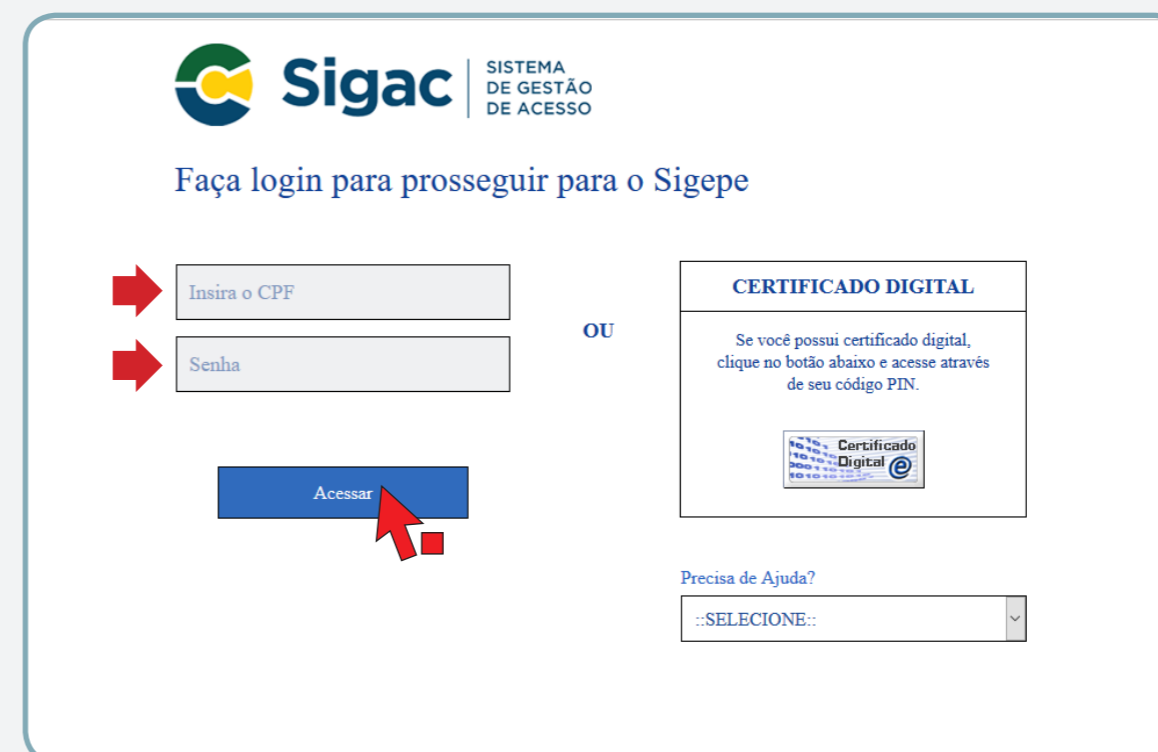 Sigac
SISTEMA
DE GESTÃO
DE ACESSO
Faça login para prosseguir para o Sigepe
Insira o CPF
Senha
Acessar
OU
CERTIFICADO DIGITAL
Se você possui certificado digital,
clique no botão abaixo e acesse através
de seu código PIN.
Certificado
Digital
Precisa de Ajuda?
::SELECIONE::